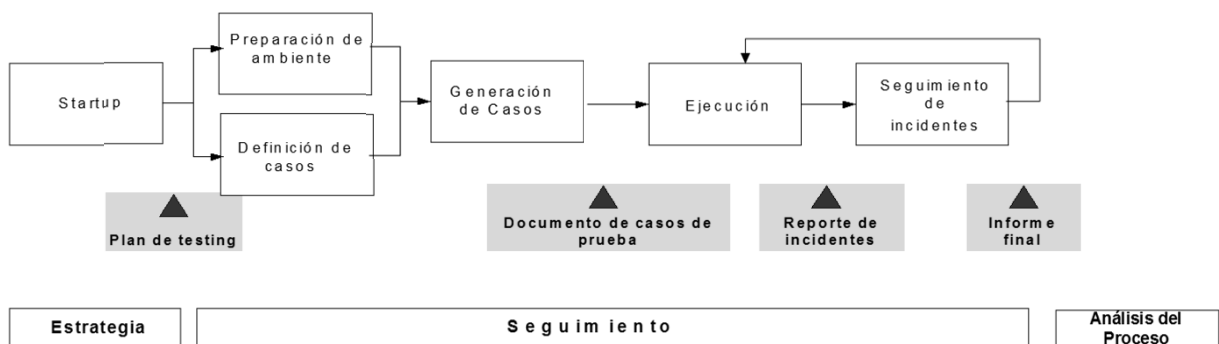 Preparación de
ambiente
Startup
Definición de
casos
Generación
de Casos
Ejecución
Seguimiento
de
incidentes
Plan de testing
Documento de casos de
prueba
Reporte de
incidentes
Informe
final
Estrategia
Seguimiento
Análisis del
Proceso